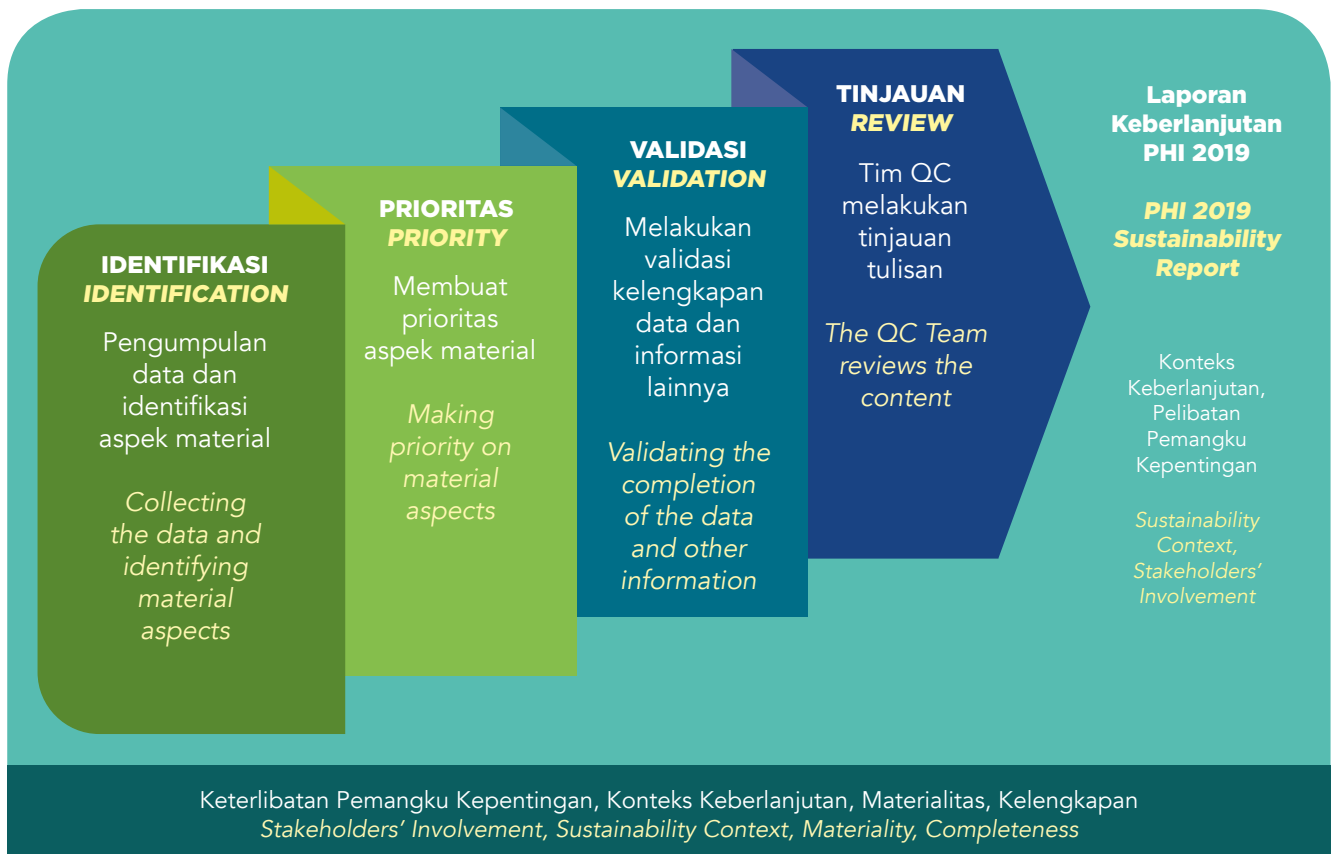 IDENTIFIKASI
IDENTIFICATION
Pengumpulan
data dan
identifikasi
aspek material
Collecting
the data and
identifying
material
aspects
PRIORITAS
PRIORITY
Membuat
prioritas
aspek material
Making
priority on
material
aspects
VALIDASI
VALIDATION
Melakukan
validasi
kelengkapan
data dan
informasi
lainnya
Validating the
completion
of the data
and other
information
TINJAUAN
REVIEW
Tim QC
melakukan
tinjauan
tulisan
The QC Team
reviews the
content
Laporan
Keberlanjutan
PHI 2019
PHI 2019
Sustainability
Report
Konteks
Keberlanjutan,
Pelibatan
Pemangku
Kepentingan
Sustainability
Context,
Stakeholders’
Involvement
Keterlibatan Pemangku Kepentingan, Konteks Keberlanjutan, Materialitas, Kelengkapan
Stakeholders’ Involvement, Sustainability Context, Materiality, Completeness